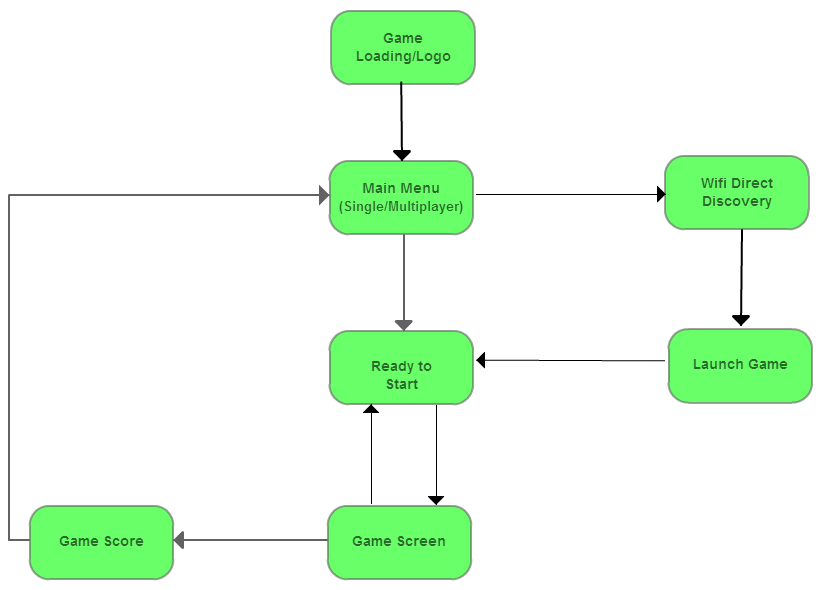 Game
Loading/Logo
Main Menu
(Single/Multiplayer)
Wifi Direct
Discovery
Ready to
Start
Launch Game
Game Score
Game Screen